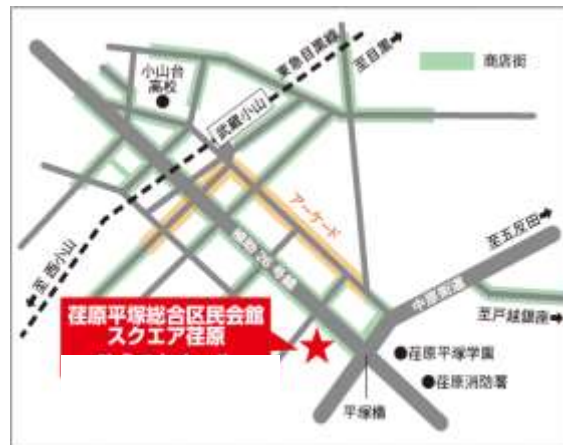 小山台
高校
東急目黒線
至目黒
商店街
武蔵小山
アーケード
補助26号線
至西小山
中原街道
至五反田
至戸越銀座
荏原平塚総合区民会館
スクエア荏原
荏原平塚学園
荏原消防署
平塚橋